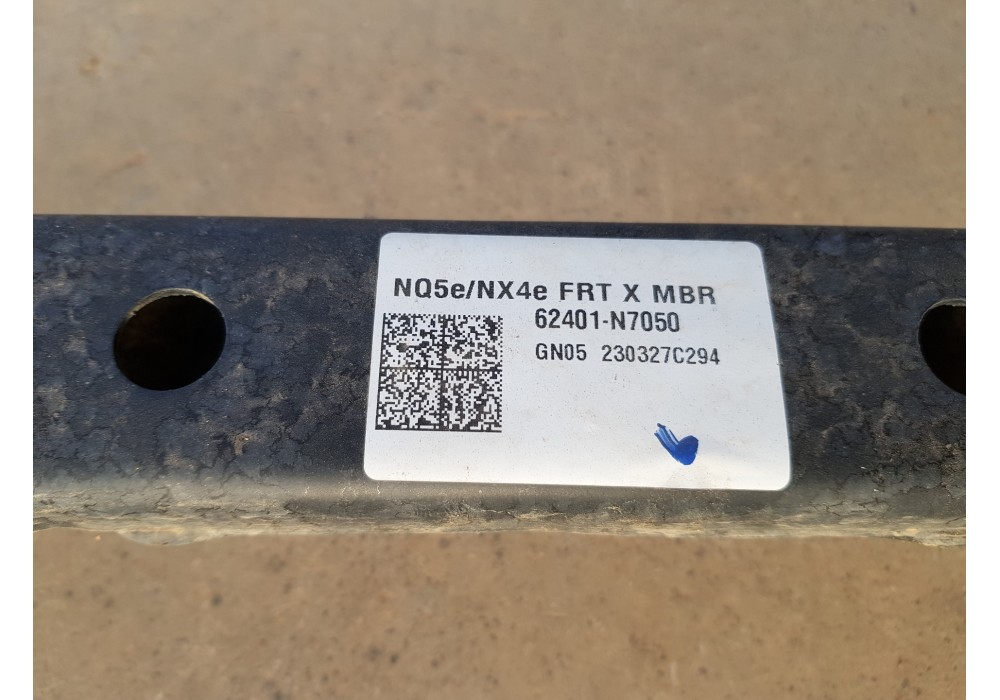 NQ5e/NX4e FRT X MBR
62401-N7050
GN05 230327C294